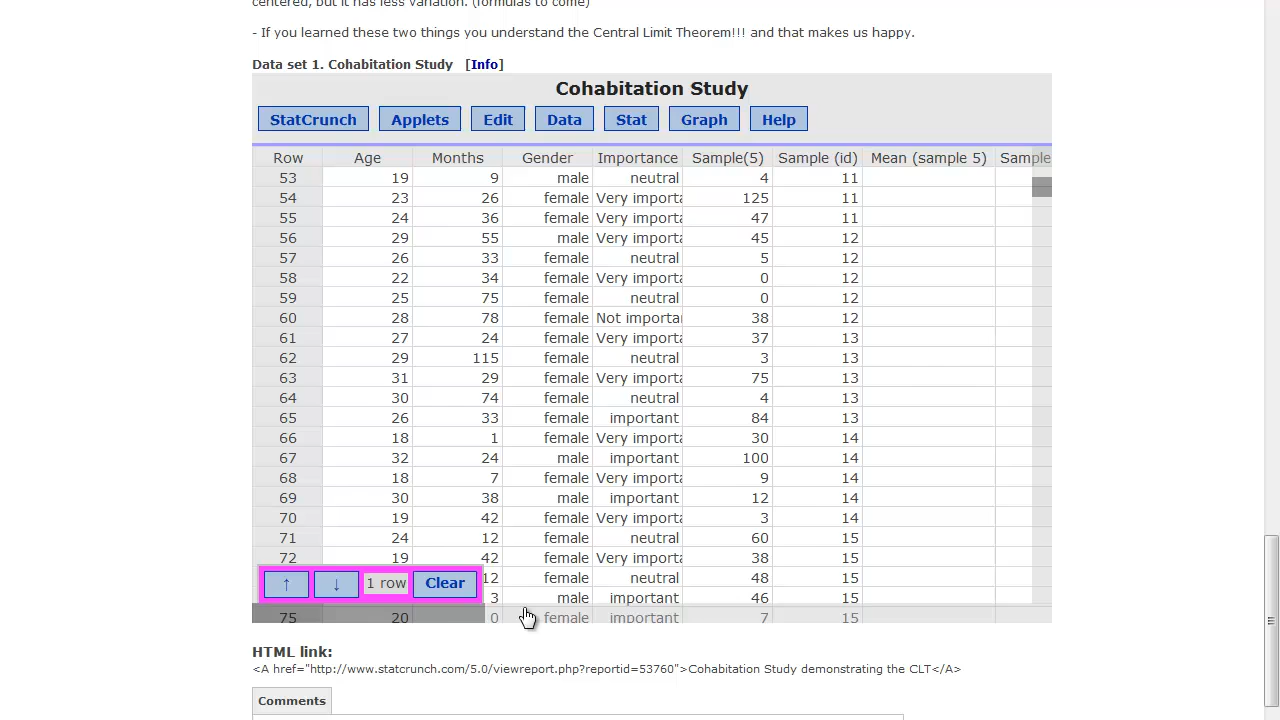 centered, but it has less variation. (formulas to come)
- If you learned these two things you understand the Central Limit Theorem!!! and that makes us happy.
Data set 1. Cohabitation Study [Info]
Cohabitation Study
StatCrunch Applets Edit Data Stat Graph Help
Row Age Months Gender Importance Sample(5) Sample (id) Mean (sample 5) Sample
53 19 9 male neutral 4 11
54 23 26 female Very importa 125 11
55 24 36 female Very importa 47 11
56 29 55 male Very importa 45 12
57 26 33 female neutral 5 12
58 22 34 female Very importa 0 12
59 25 75 female neutral 0 12
60 28 78 female Not importan 38 12
61 27 24 female Very importa 37 13
62 29 115 female neutral 3 13
63 31 29 female Very importa 75 13
64 30 74 female neutral 4 13
65 26 33 female important 84 13
66 18 1 female Very importa 30 14
67 32 24 male important 100 14
68 18 7 female Very importa 9 14
69 30 38 male important 12 14
70 19 42 female Very importa 3 14
71 24 12 female neutral 60 15
72 19 42 female Very importa 38 15
↑ ↓ 1 row Clear 12 female neutral 48 15
3 male important 46 15
75 20 0 female important 7 15
HTML link:
<A href="http://www.statcrunch.com/5.0/viewreport.php?reportid=53760">Cohabitation Study demonstrating the CLT</A>
Comments